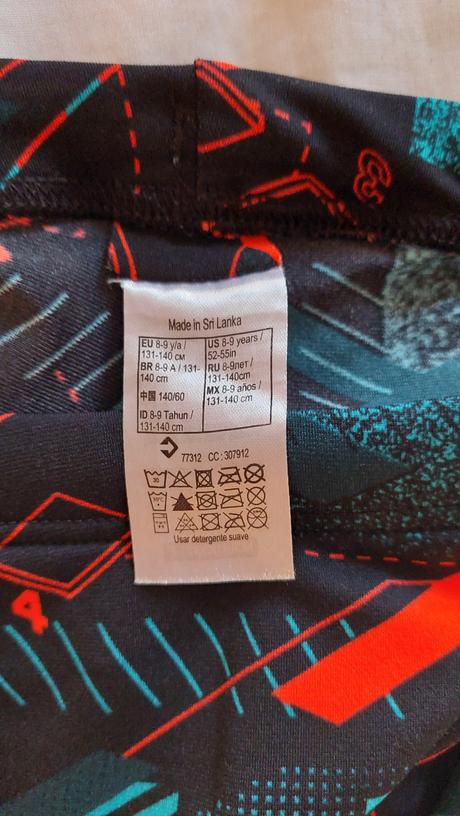 Made in Sri Lanka
EU 8-9 y/a /
131-140 см
BR 8-9 A / 131-
140 cm
中国 140/60
ID 8-9 Tahun /
131-140 cm
US 8-9 years /
52-55in
RU 8-9лет /
131-140cm
MX 8-9 años /
131-140 cm
77312 CC : 307912
30
Usar detergente suave
4